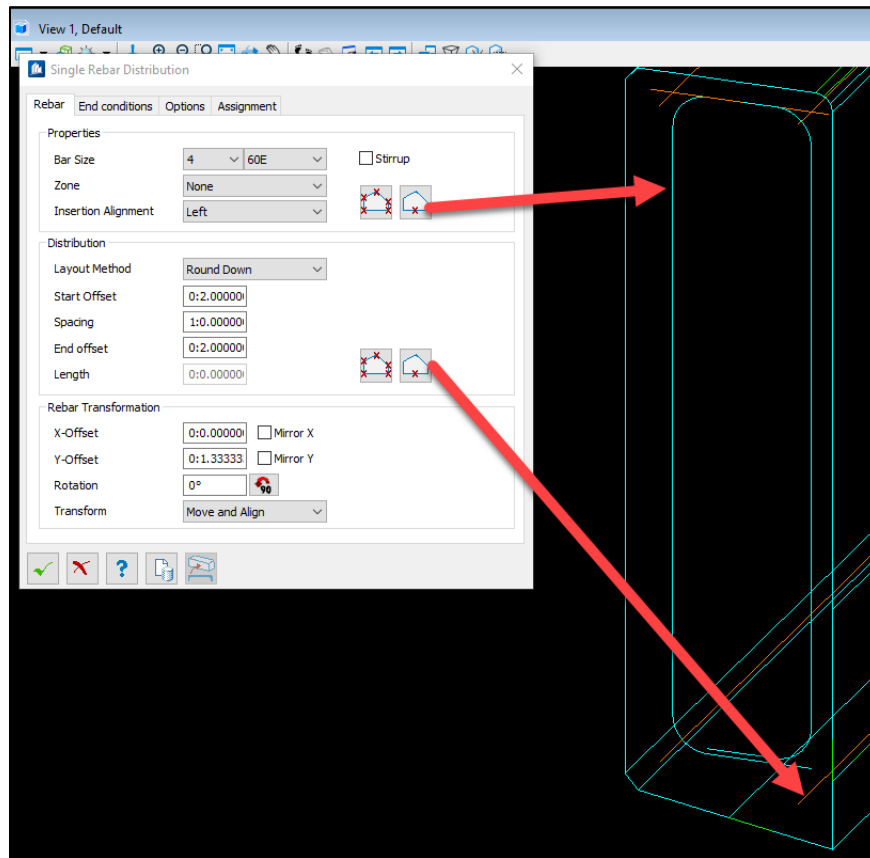 View 1, Default
Single Rebar Distribution
Rebar End conditions Options Assignment
Properties
Bar Size 4 60E Stirrup
Zone None
Insertion Alignment Left
Distribution
Layout Method Round Down
Start Offset 0:2.00000
Spacing 1:0.00000
End offset 0:2.00000
Length 0:0.00000
Rebar Transformation
X-Offset 0:0.00000 Mirror X
Y-Offset 0:1.33333 Mirror Y
Rotation 0° 90
Transform Move and Align
?